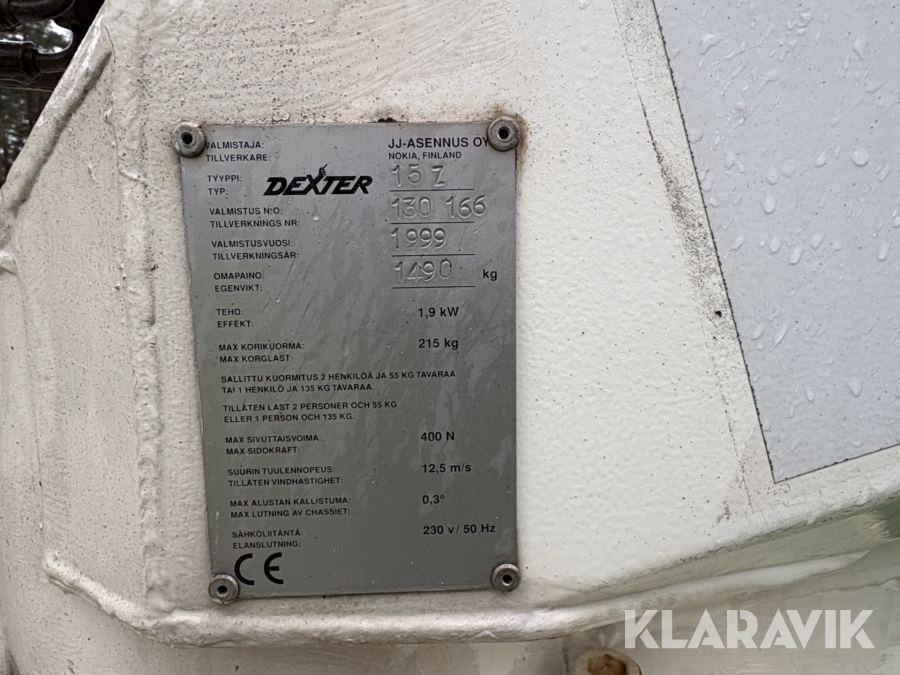 VALMISTAJA: JJ-ASENNUS OY
TILLVERKARE: NOKIA, FINLAND
TYYPPI: DEXTER 15 Z
TYP:
VALMISTUS N:O: 130 166
TILLVERKNINGS NR:
VALMISTUSVUOSI: 1999
TILLVERKNINGSÅR:
OMAPAINO: 1490 kg
EGENVIKT:
TEHO: 1,9 kW
EFFEKT:
MAX KORIKUORMA: 215 kg
MAX KORGLAST:
SALLITTU KUORMITUS 2 HENKILÖÄ JA 55 KG TAVARAA
TAI 1 HENKILÖ JA 135 KG TAVARAA.
TILLÅTEN LAST 2 PERSONER OCH 55 KG
ELLER 1 PERSON OCH 135 KG.
MAX SIVUTTAISVOIMA: 400 N
MAX SIDOKRAFT:
SUURIN TUULENNOPEUS: 12,5 m/s
TILLÅTEN VINDHASTIGHET:
MAX ALUSTAN KALLISTUMA: 0,3°
MAX LUTNING AV CHASSIET:
SÄHKÖLIITÄNTÄ: 230 v/50 Hz
ELANSLUTNING:
CE
KLARAVIK